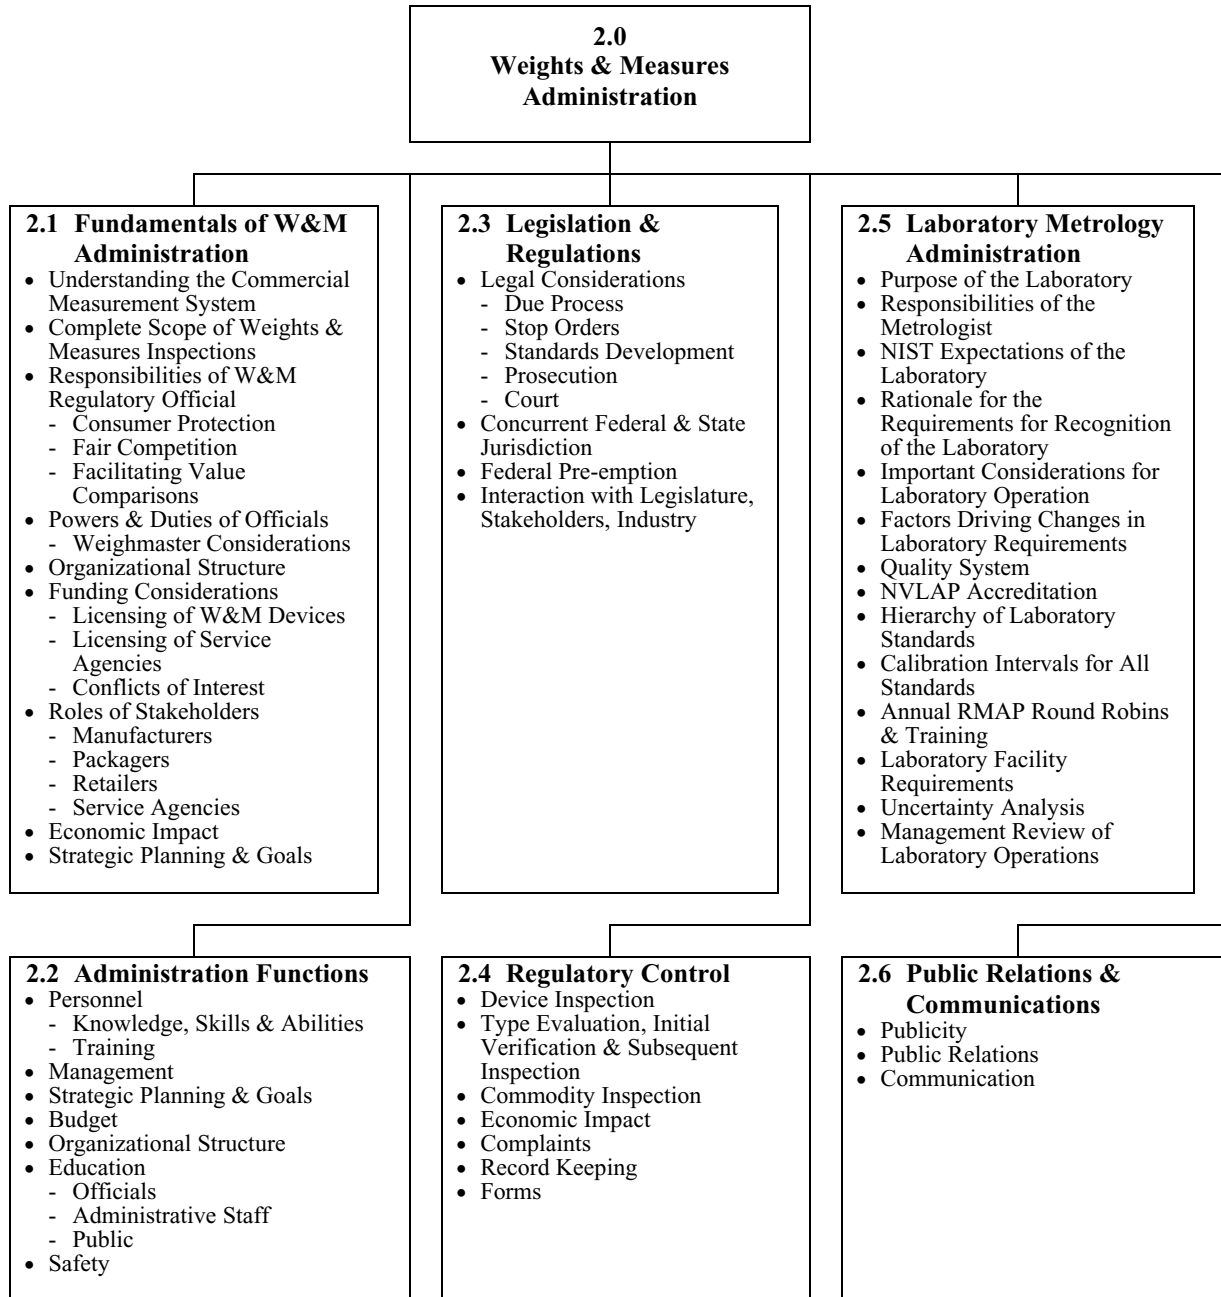 2.0
Weights & Measures
Administration
2.1 Fundamentals of W&M
Administration
• Understanding the Commercial
Measurement System
• Complete Scope of Weights &
Measures Inspections
• Responsibilities of W&M
Regulatory Official
- Consumer Protection
- Fair Competition
- Facilitating Value
Comparisons
• Powers & Duties of Officials
- Weighmaster Considerations
• Organizational Structure
• Funding Considerations
- Licensing of W&M Devices
- Licensing of Service
Agencies
- Conflicts of Interest
• Roles of Stakeholders
- Manufacturers
- Packagers
- Retailers
- Service Agencies
• Economic Impact
• Strategic Planning & Goals
2.3 Legislation &
Regulations
• Legal Considerations
- Due Process
- Stop Orders
- Standards Development
- Prosecution
- Court
• Concurrent Federal & State
Jurisdiction
• Federal Pre-emption
• Interaction with Legislature,
Stakeholders, Industry
2.5 Laboratory Metrology
Administration
• Purpose of the Laboratory
• Responsibilities of the
Metrologist
• NIST Expectations of the
Laboratory
• Rationale for the
Requirements for Recognition
of the Laboratory
• Important Considerations for
Laboratory Operation
• Factors Driving Changes in
Laboratory Requirements
• Quality System
• NVLAP Accreditation
• Hierarchy of Laboratory
Standards
• Calibration Intervals for All
Standards
• Annual RMAP Round Robins
& Training
• Laboratory Facility
Requirements
• Uncertainty Analysis
• Management Review of
Laboratory Operations
2.2 Administration Functions
• Personnel
- Knowledge, Skills & Abilities
- Training
• Management
• Strategic Planning & Goals
• Budget
• Organizational Structure
• Education
- Officials
- Administrative Staff
- Public
• Safety
2.4 Regulatory Control
• Device Inspection
• Type Evaluation, Initial
Verification & Subsequent
Inspection
• Commodity Inspection
• Economic Impact
• Complaints
• Record Keeping
• Forms
2.6 Public Relations &
Communications
• Publicity
• Public Relations
• Communication